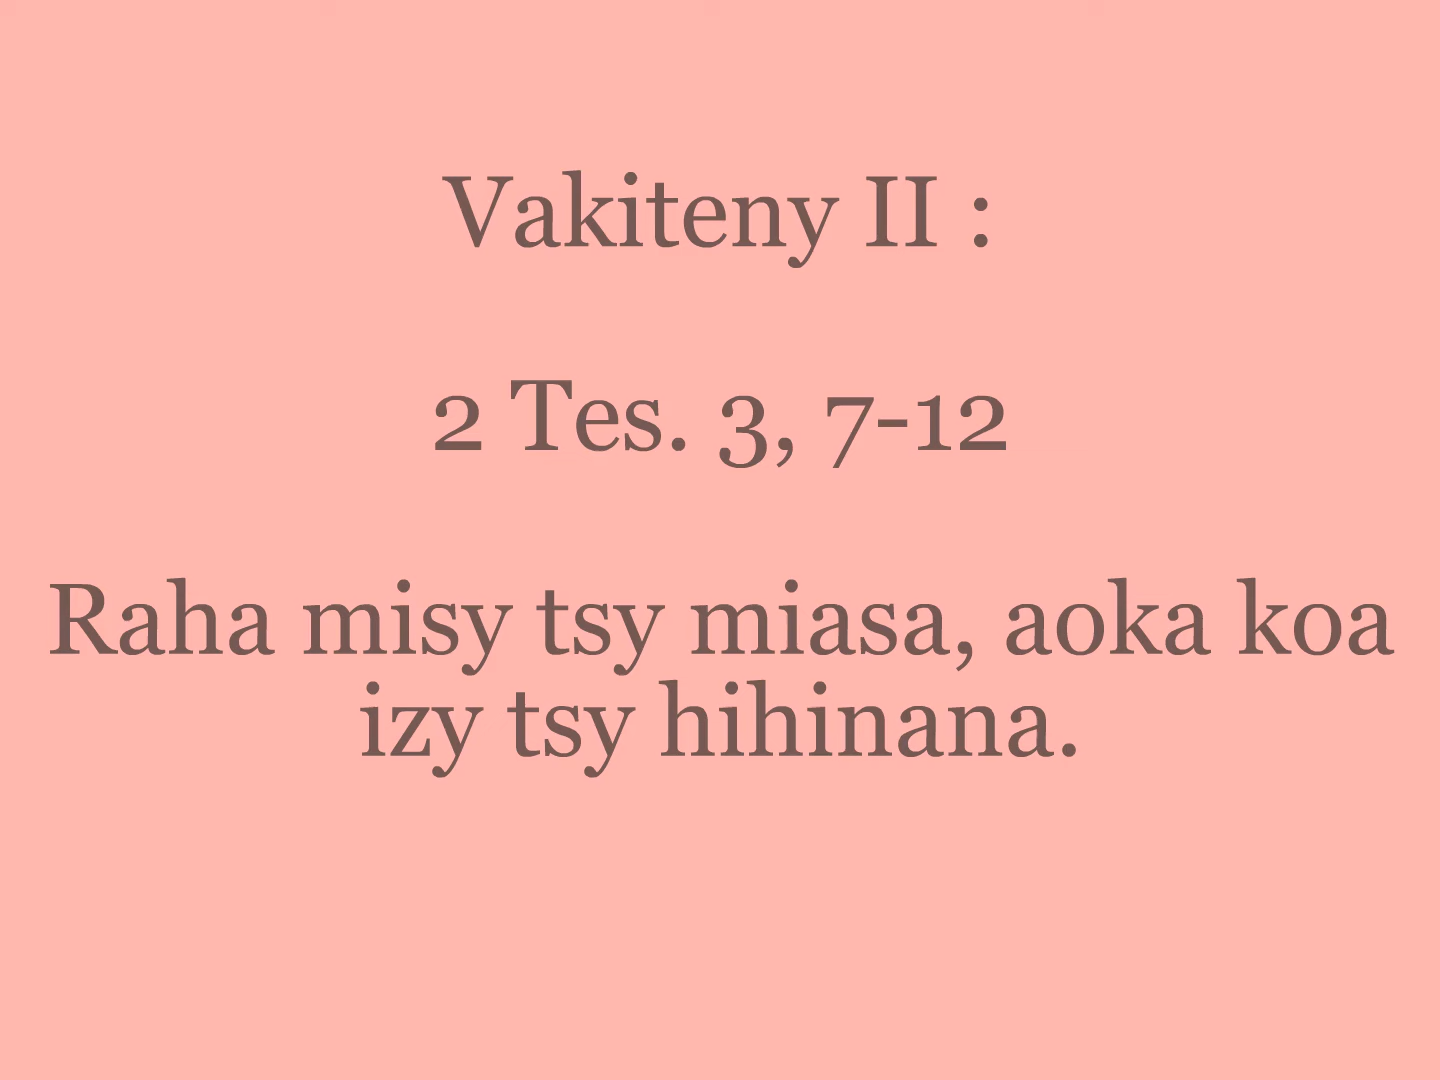 Vakiteny II :
2 Tes. 3, 7-12
Raha misy tsy miasa, aoka koa
izy tsy hihinana.